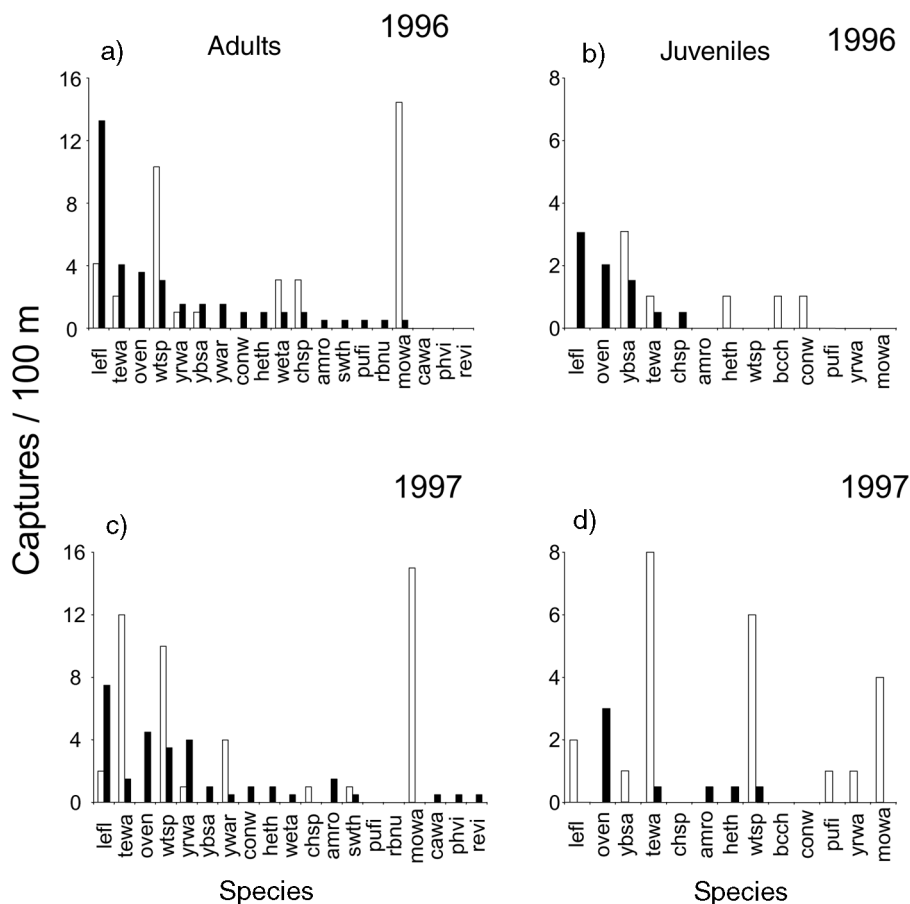 a) Adults 1996
b) Juveniles 1996
16
12
8
4
0
lefl tewa oven wtsp yrwa ybsa ywar conw heth weta chsp amro swth pufi rbnu mowa cawa phvi revi
8
6
4
2
0
lefl oven ybsa tewa chsp amro heth wtsp bcch conw pufi yrwa mowa
Captures / 100 m
c) 1997
d) 1997
16
12
8
4
0
lefl tewa oven wtsp yrwa ybsa ywar conw heth weta chsp amro swth pufi rbnu mowa cawa phvi revi
Species
8
6
4
2
0
lefl oven ybsa tewa chsp amro heth wtsp bcch conw pufi yrwa mowa
Species